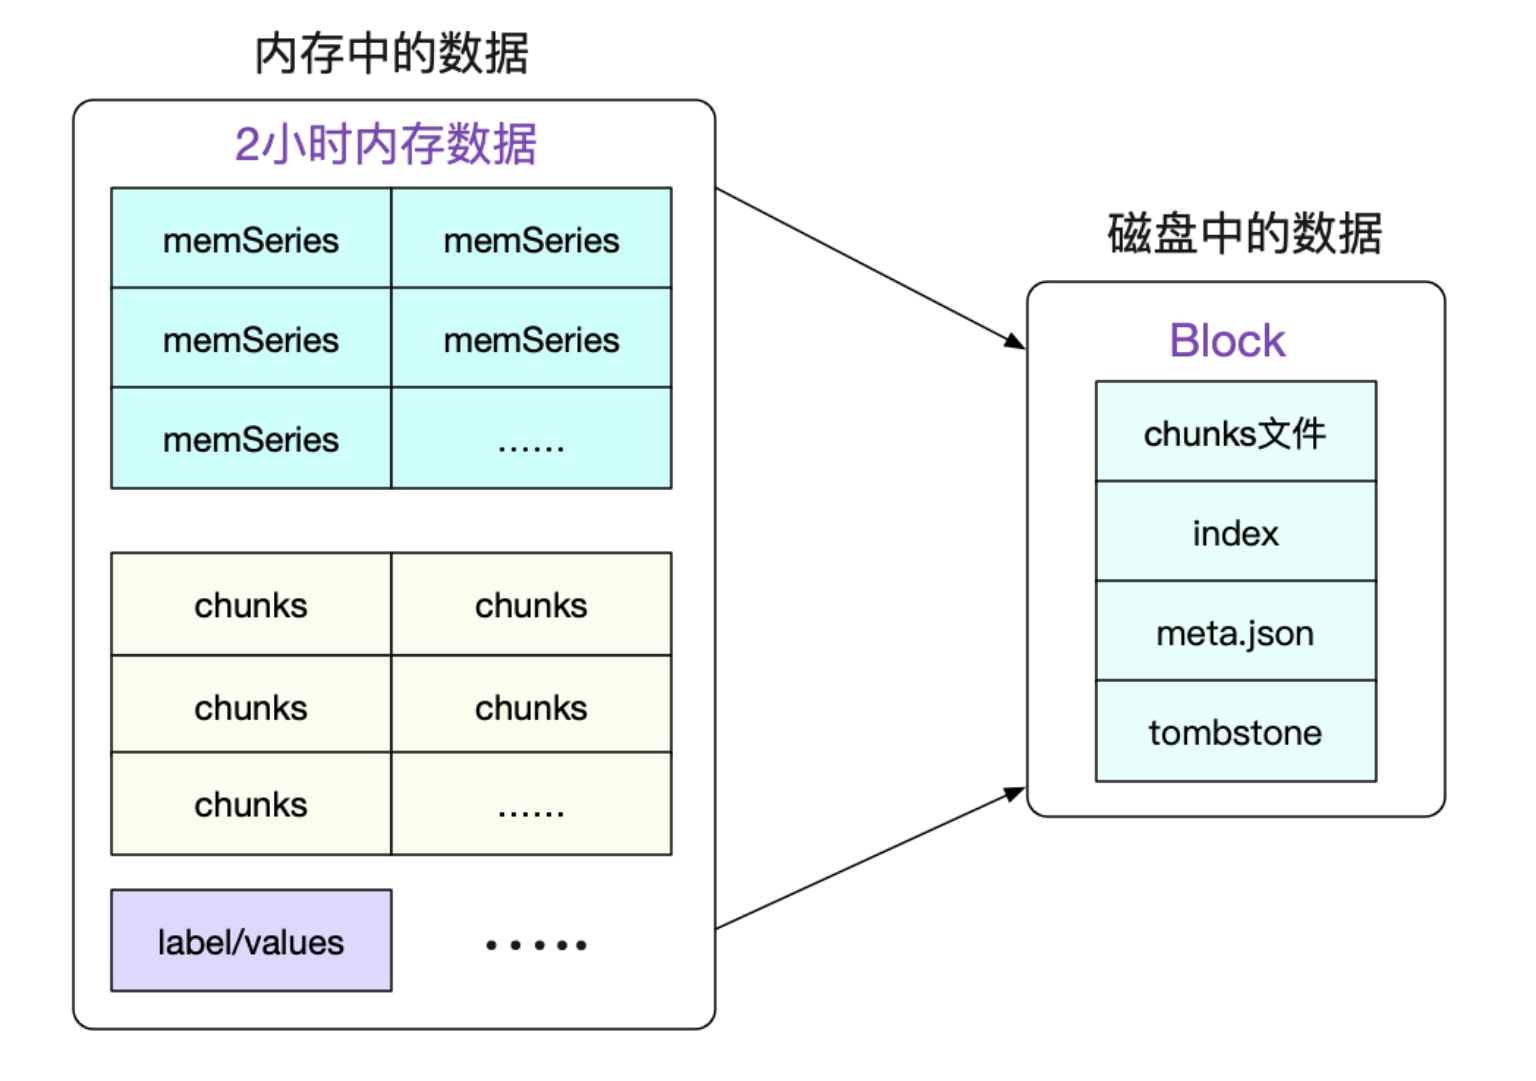 内存中的数据
2小时内存数据
memSeries memSeries
memSeries memSeries
memSeries ......
chunks chunks
chunks chunks
chunks ......
label/values •••••
磁盘中的数据
Block
chunks文件
index
meta.json
tombstone